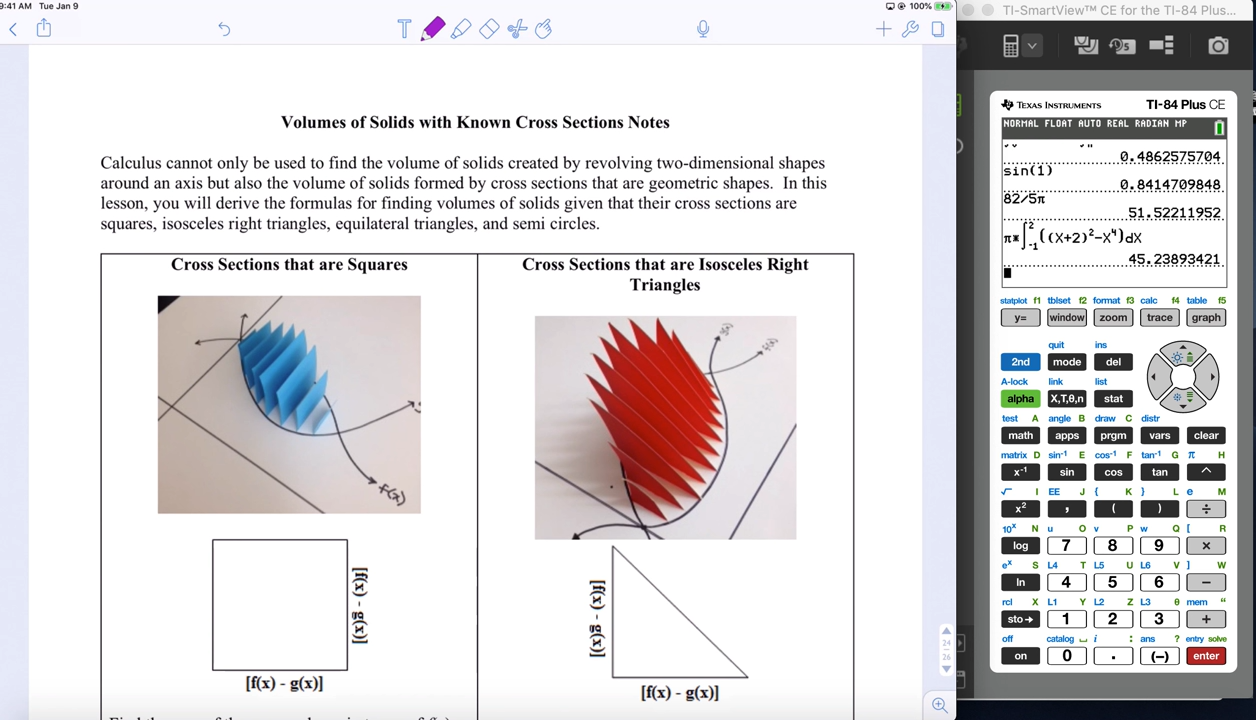 9:41 AM Tue Jan 9
100%
TI-SmartView™ CE for the TI-84 Plus...
Volumes of Solids with Known Cross Sections Notes
Calculus cannot only be used to find the volume of solids created by revolving two-dimensional shapes
around an axis but also the volume of solids formed by cross sections that are geometric shapes. In this
lesson, you will derive the formulas for finding volumes of solids given that their cross sections are
squares, isosceles right triangles, equilateral triangles, and semi circles.
Cross Sections that are Squares
f(x)
[f(x) - g(x)]
[f(x) - g(x)]
Cross Sections that are Isosceles Right
Triangles
g(x)
f(x)
[f(x) - g(x)]
[f(x) - g(x)]
24
26
TEXAS INSTRUMENTS TI-84 Plus CE
NORMAL FLOAT AUTO REAL RADIAN MP
0.4862575704
sin(1)
0.8414709848
82/5π
51.52211952
π*∫₋₁²((X+2)²-X⁴)dX
45.23893421
statplot f1 tblset f2 format f3 calc f4 table f5
y= window zoom trace graph
quit ins
2nd mode del
A-lock link list
alpha X,T,θ,n stat
test A angle B draw C distr
math apps prgm vars clear
matrix D sin⁻¹ E cos⁻¹ F tan⁻¹ G π H
x⁻¹ sin cos tan ^
√ I EE J { K } L e M
x² , ( ) ÷
10ˣ N u O v P w Q [ R
log 7 8 9 ×
eˣ S L4 T L5 U L6 V ] W
ln 4 5 6 −
rcl X L1 Y L2 Z L3 θ mem "
sto→ 1 2 3 +
off catalog ⎵ i : ans ? entry solve
on 0 . (−) enter